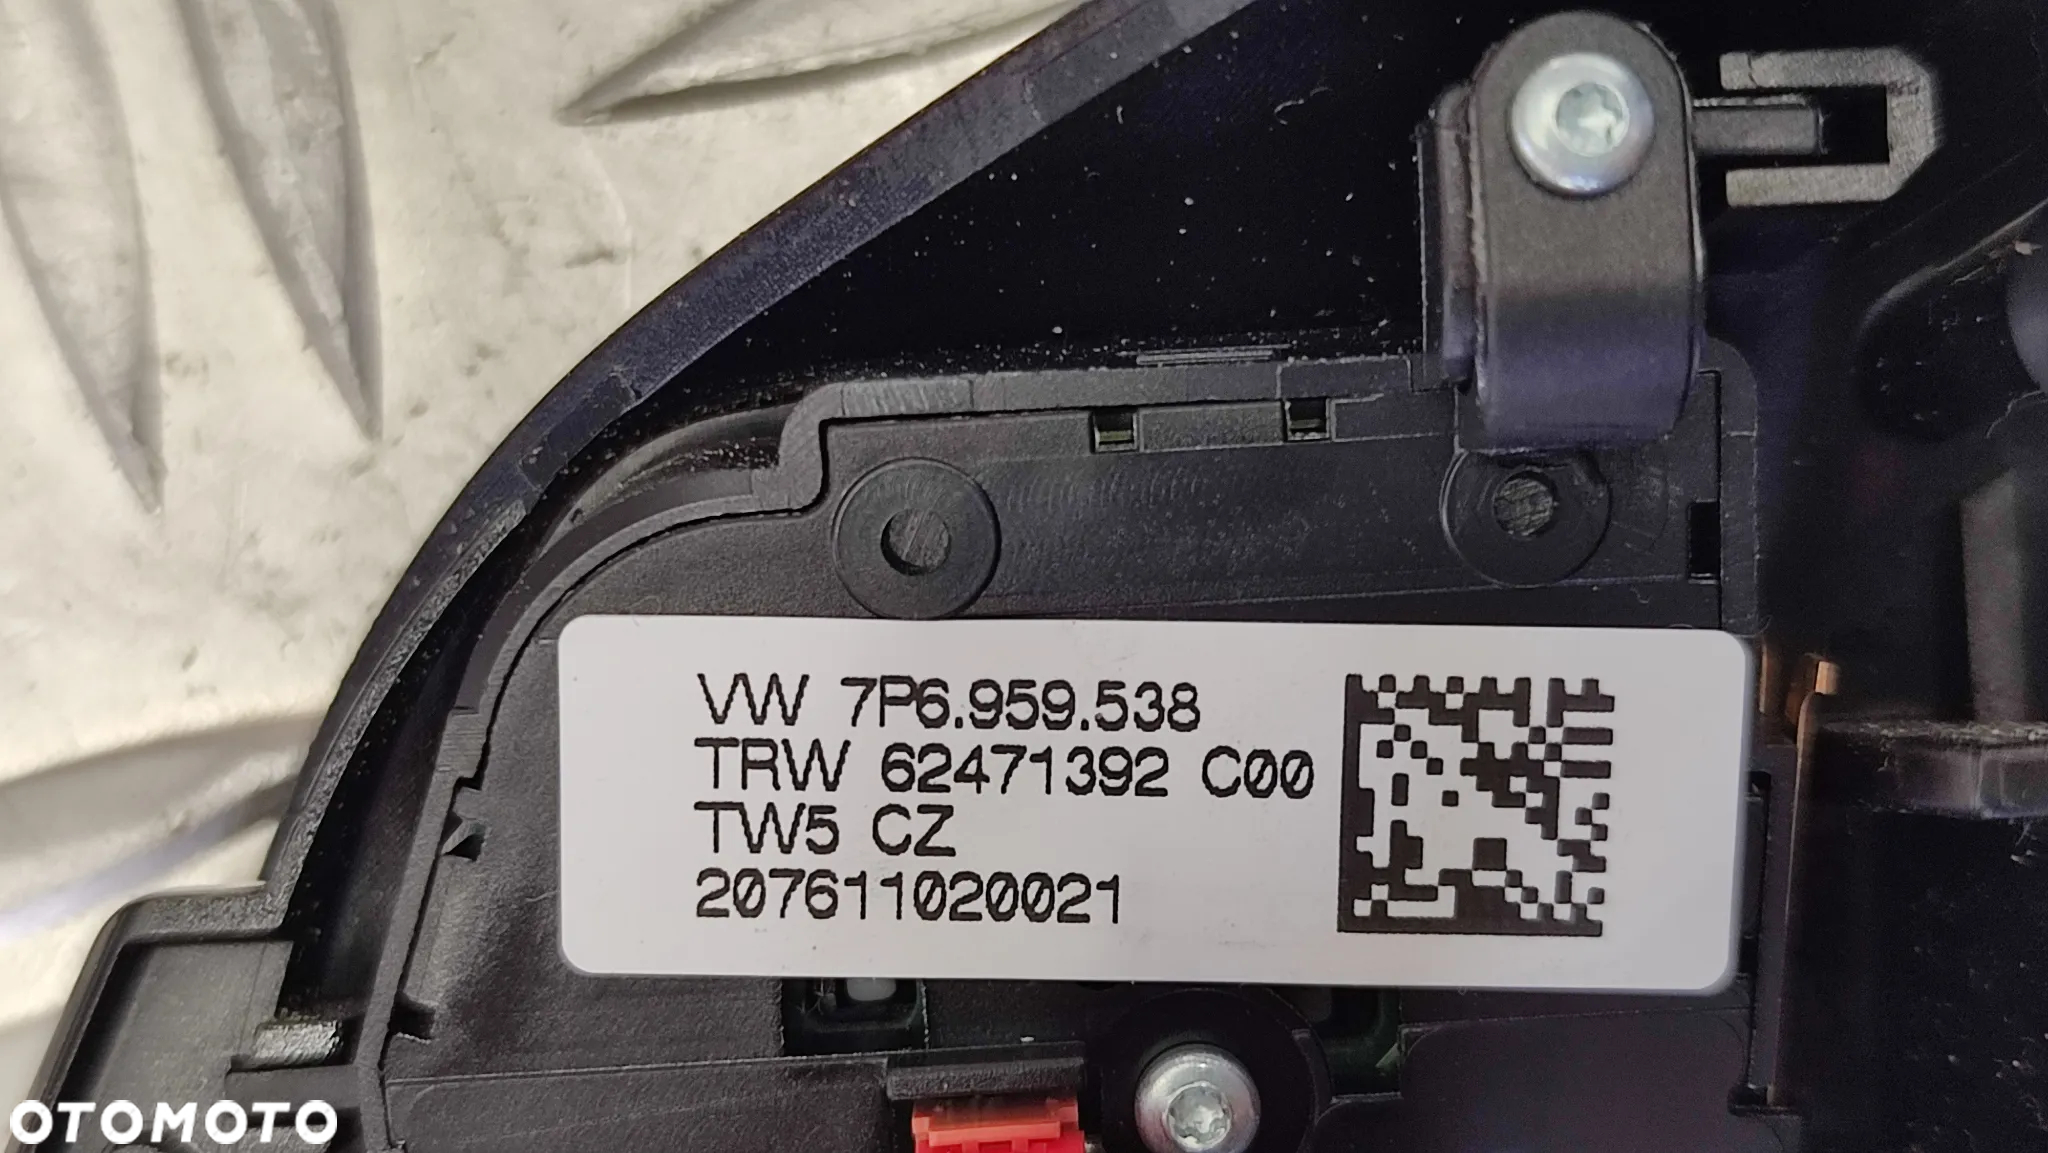 VW 7P6.959.538
TRW 62471392 C00
TW5 CZ
207611020021
OTOMOTO